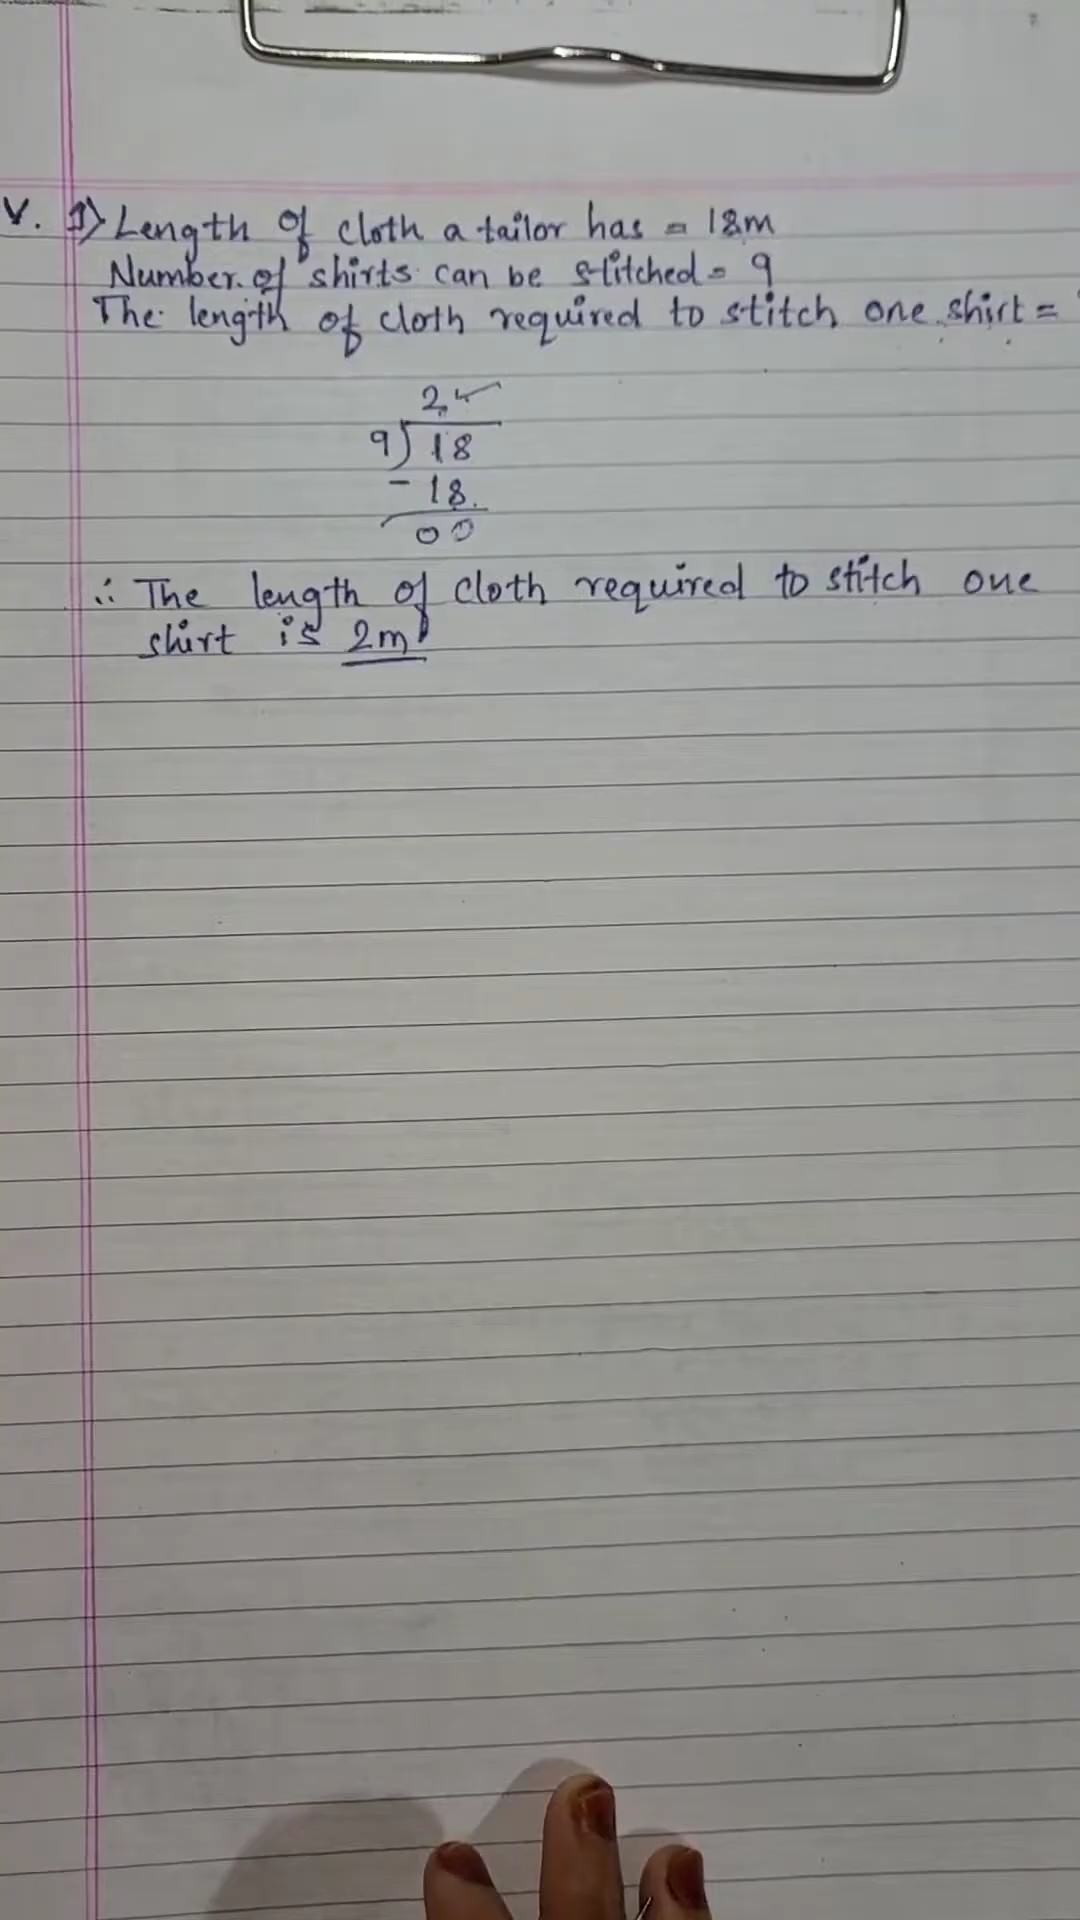 V. 1) Length of cloth a tailor has = 18m
Number of shirts can be stitched = 9
The length of cloth required to stitch one shirt =
2
9) 18
- 18
00
∴ The length of cloth required to stitch one
shirt is 2m